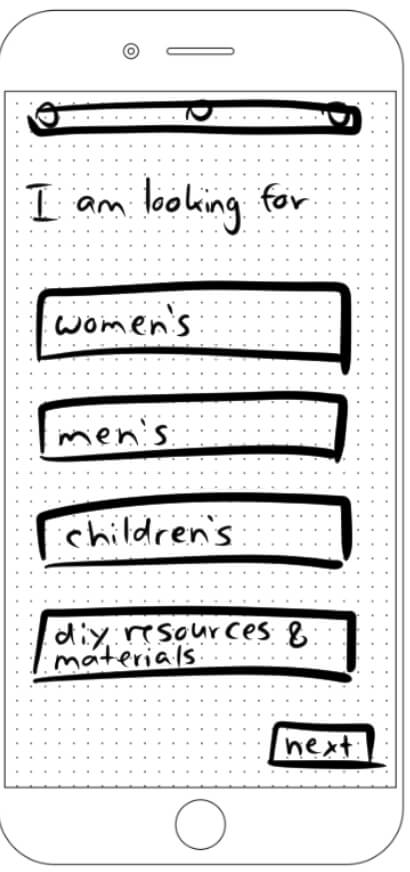 I am looking for
women's
men's
children's
diy resources &
materials
next